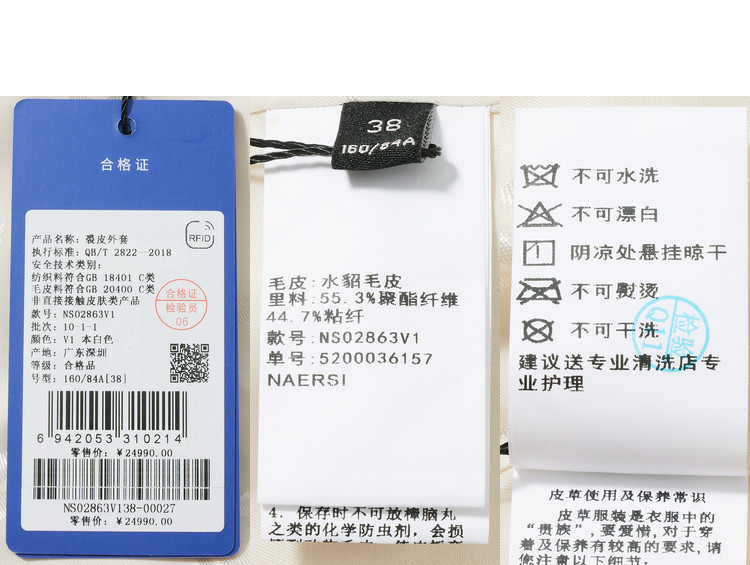 合格证
产品名称: 裘皮外套
执行标准: QB/T 2822—2018
安全技术类别:
纺织料符合GB 18401 C类
毛皮料符合GB 20400 C类
非直接接触皮肤类产品
款号: NS02863V1
批次: 10-1-1
颜色: V1 本白色
产地: 广东深圳
等级: 合格品
号型: 160/84A[38]
RFID
合格证
检验员
06
6 942053 310214
零售价: ￥24990.00
NS02863V138-00027
零售价: ￥24990.00
38
160/84A
毛皮: 水貂毛皮
里料: 55.3%聚酯纤维
44.7%粘纤
款号: NS02863V1
单号: 5200036157
NAERSI
4. 保存时不可放樟脑丸
之类的化学防虫剂, 会损
不可水洗
不可漂白
阴凉处悬挂晾干
不可熨烫
不可干洗
建议送专业清洗店专
业护理
检验
Q11
皮草使用及保养常识
皮草服装是衣服中的
“贵族”, 要爱惜, 对于穿
着及保养有较高的要求, 请
您注意以下细节。